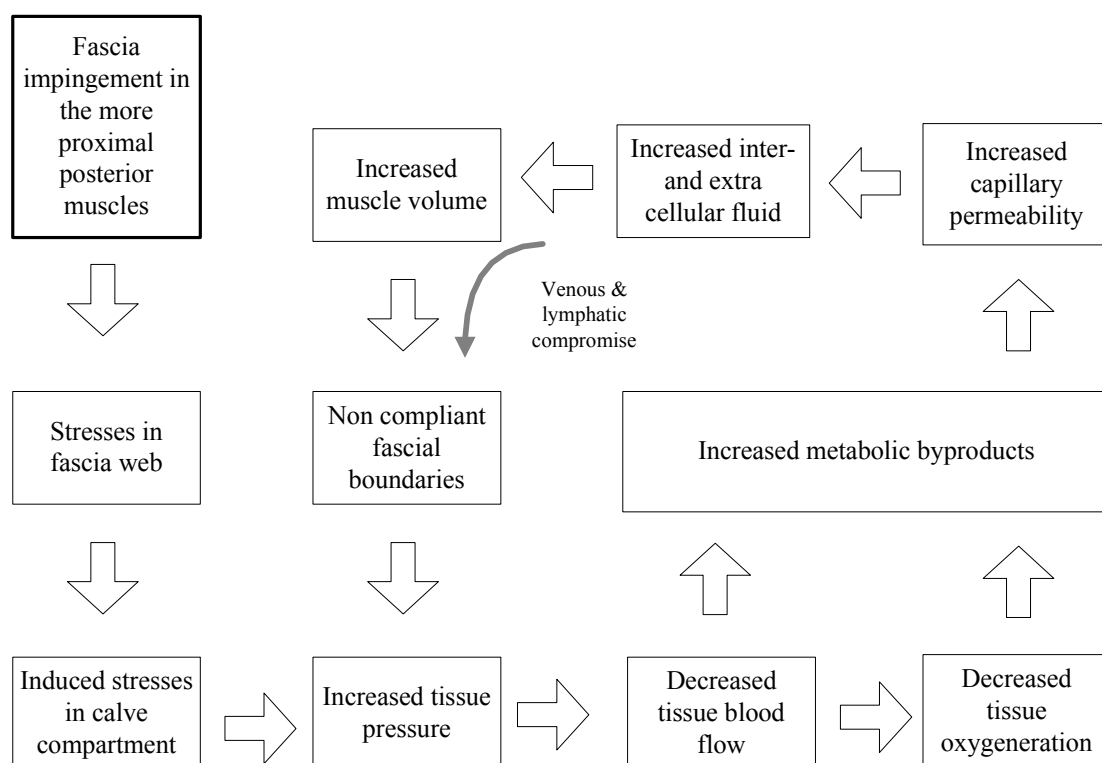 Fascia
impingement in
the more
proximal
posterior
muscles
Increased
muscle volume
Increased inter-
and extra
cellular fluid
Increased
capillary
permeability
Venous &
lymphatic
compromise
Stresses in
fascia web
Non compliant
fascial
boundaries
Increased metabolic byproducts
Induced stresses
in calve
compartment
Increased tissue
pressure
Decreased
tissue blood
flow
Decreased
tissue
oxygeneration